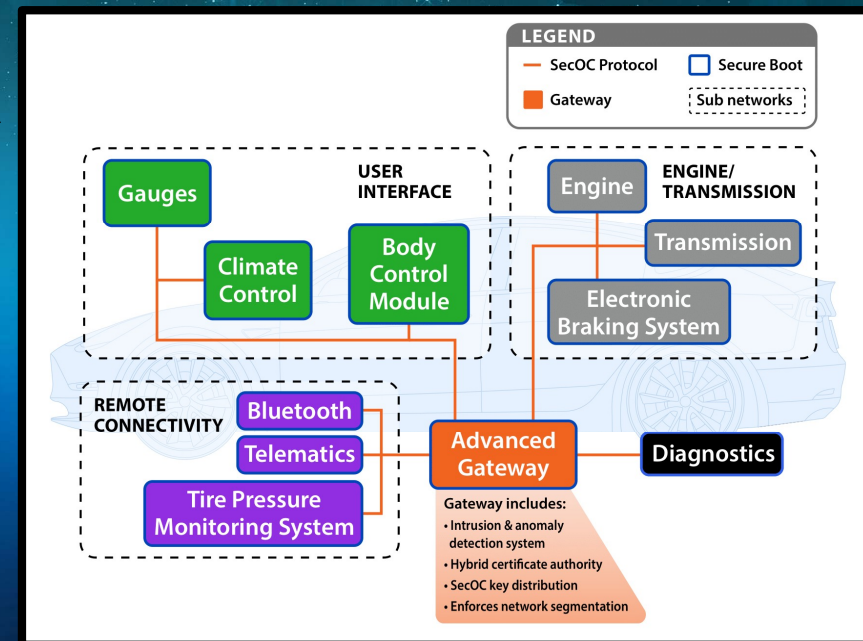 LEGEND
SecOC Protocol
Secure Boot
Gateway
Sub networks
USER
INTERFACE
Gauges
Climate
Control
Body
Control
Module
ENGINE/
TRANSMISSION
Engine
Transmission
Electronic
Braking System
REMOTE
CONNECTIVITY
Bluetooth
Telematics
Tire Pressure
Monitoring System
Advanced
Gateway
Diagnostics
Gateway includes:
• Intrusion & anomaly
detection system
• Hybrid certificate authority
• SecOC key distribution
• Enforces network segmentation